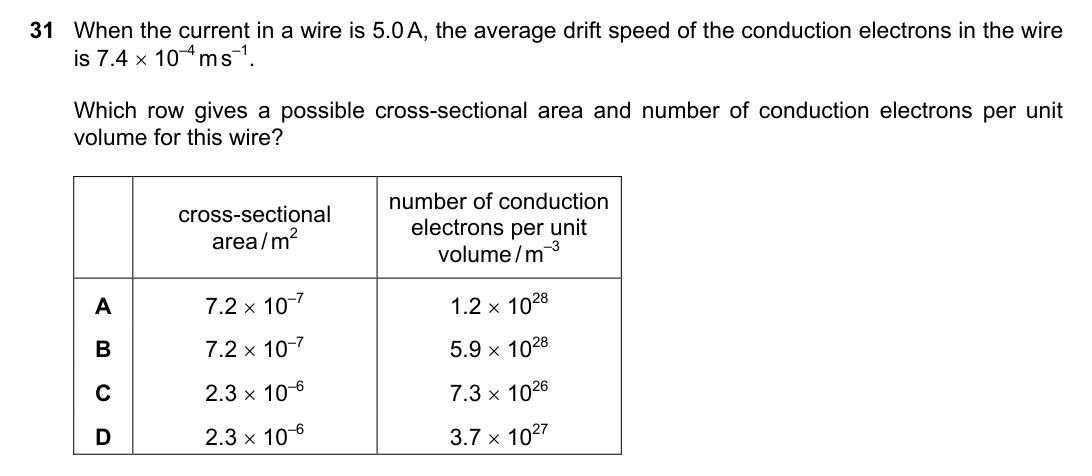 31 When the current in a wire is 5.0 A, the average drift speed of the conduction electrons in the wire
is 7.4 × 10⁻⁴ m s⁻¹.
Which row gives a possible cross-sectional area and number of conduction electrons per unit
volume for this wire?
cross-sectional
area / m²
number of conduction
electrons per unit
volume / m⁻³
A 7.2 × 10⁻⁷ 1.2 × 10²⁸
B 7.2 × 10⁻⁷ 5.9 × 10²⁸
C 2.3 × 10⁻⁶ 7.3 × 10²⁶
D 2.3 × 10⁻⁶ 3.7 × 10²⁷